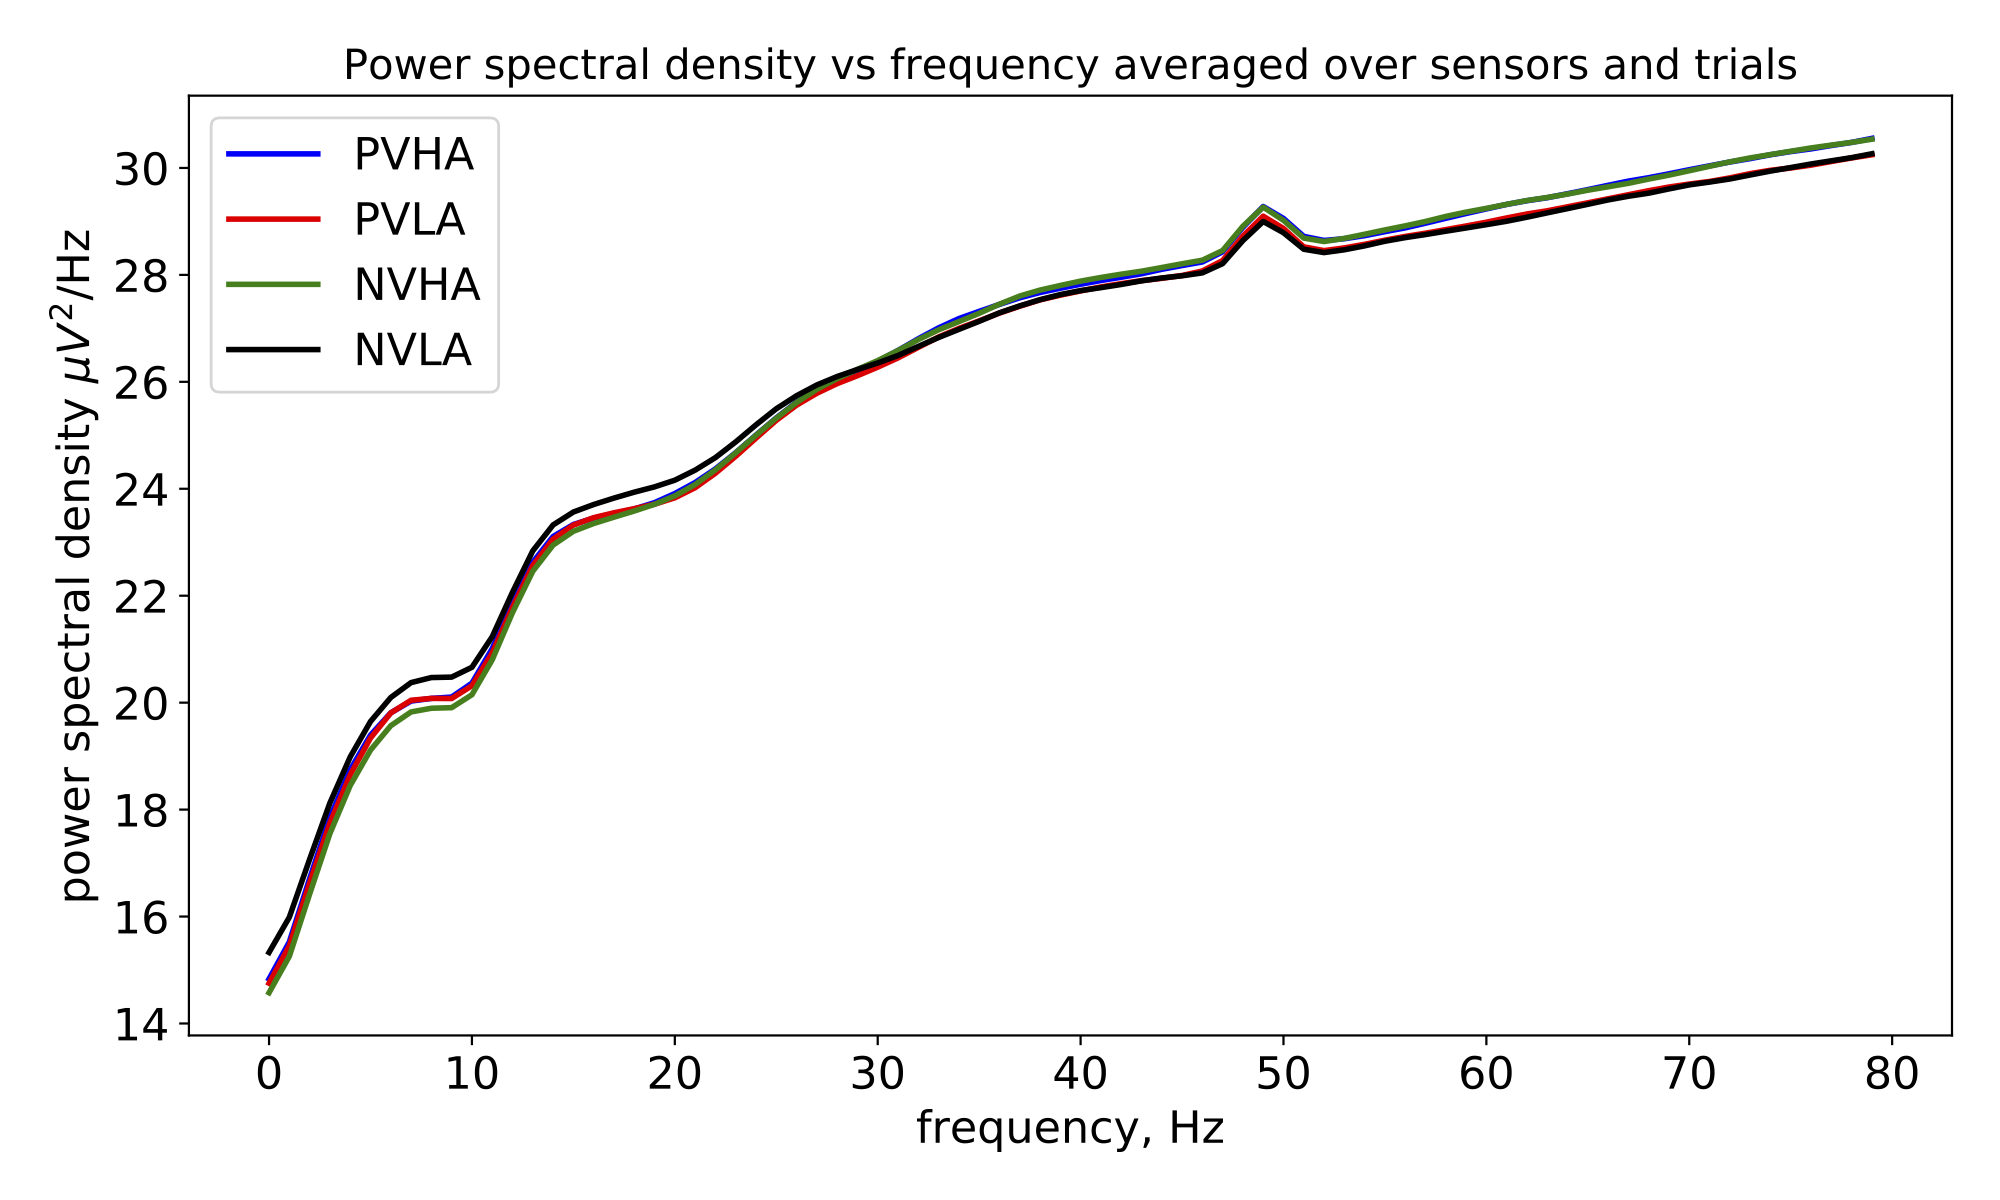 Power spectral density vs frequency averaged over sensors and trials
PVHA
PVLA
NVHA
NVLA
power spectral density μV²/Hz
30
28
26
24
22
20
18
16
14
0 10 20 30 40 50 60 70 80
frequency, Hz